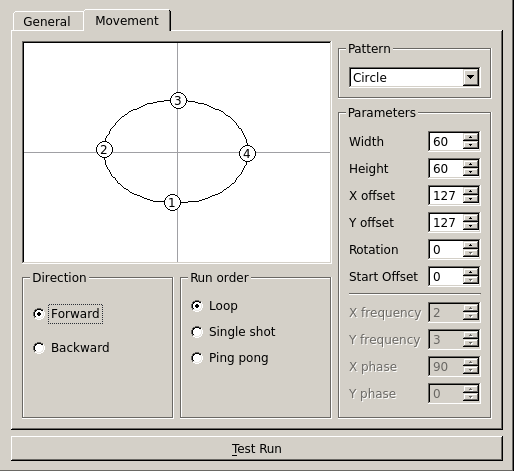 General Movement
3
2
4
1
Pattern
Circle
Parameters
Width 60
Height 60
X offset 127
Y offset 127
Rotation 0
Start Offset 0
X frequency 2
Y frequency 3
X phase 90
Y phase 0
Direction
Forward
Backward
Run order
Loop
Single shot
Ping pong
Test Run